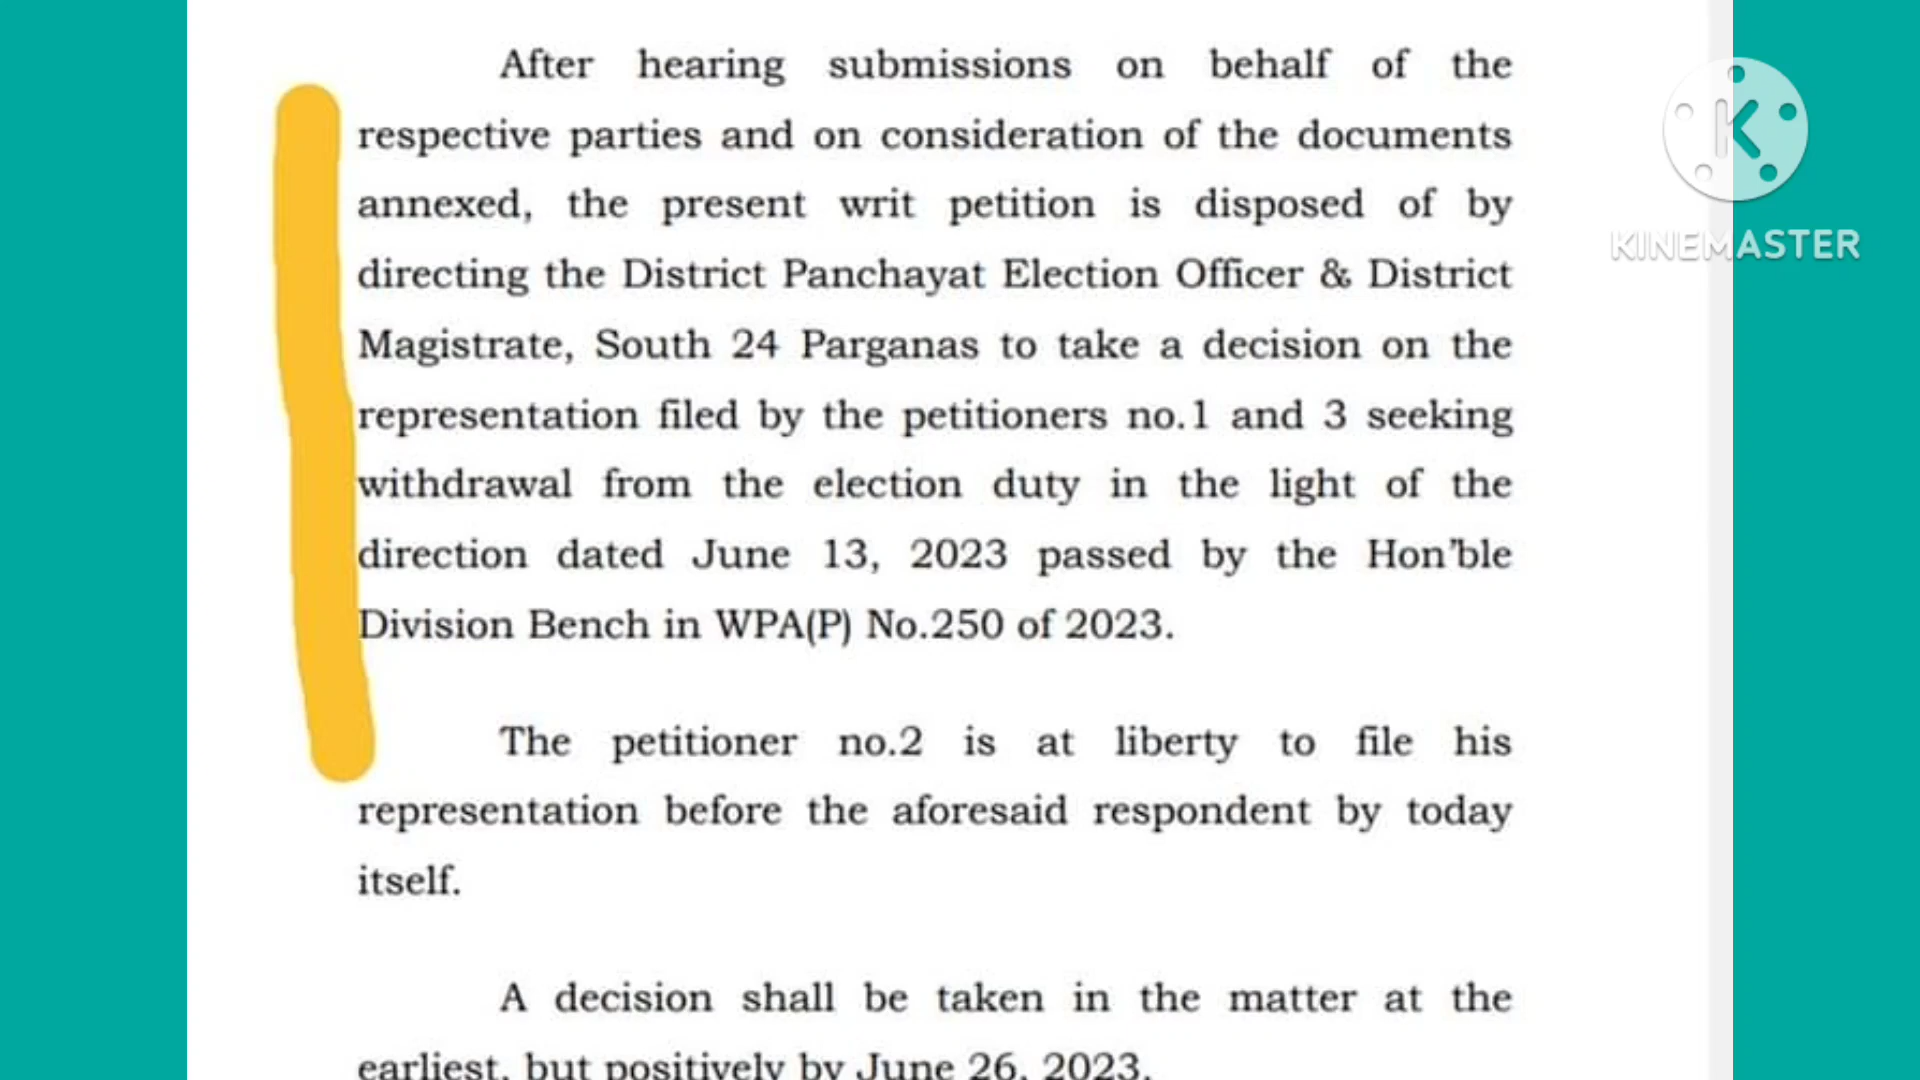 After hearing submissions on behalf of the
respective parties and on consideration of the documents
annexed, the present writ petition is disposed of by
directing the District Panchayat Election Officer & District
Magistrate, South 24 Parganas to take a decision on the
representation filed by the petitioners no.1 and 3 seeking
withdrawal from the election duty in the light of the
direction dated June 13, 2023 passed by the Hon’ble
Division Bench in WPA(P) No.250 of 2023.
The petitioner no.2 is at liberty to file his
representation before the aforesaid respondent by today
itself.
A decision shall be taken in the matter at the
earliest, but positively by June 26, 2023.
K
KINEMASTER